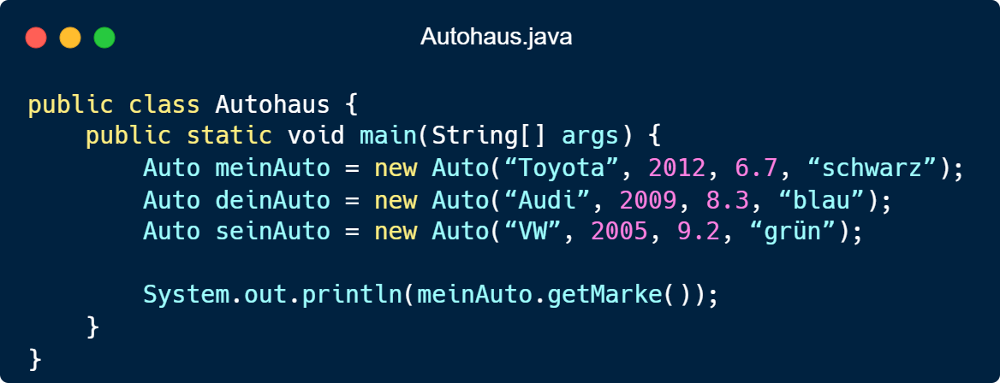 Autohaus.java
public class Autohaus {
    public static void main(String[] args) {
        Auto meinAuto = new Auto(“Toyota”, 2012, 6.7, “schwarz”);
        Auto deinAuto = new Auto(“Audi”, 2009, 8.3, “blau”);
        Auto seinAuto = new Auto(“VW”, 2005, 9.2, “grün”);
        System.out.println(meinAuto.getMarke());
    }
}